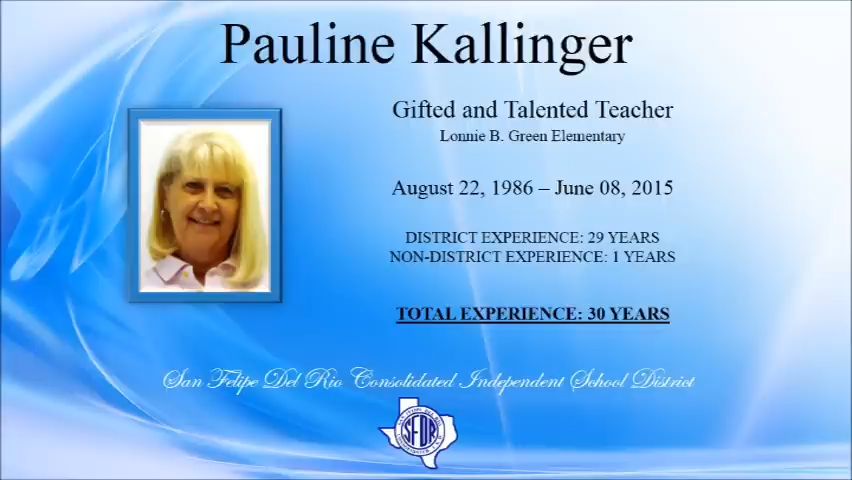 Pauline Kallinger
Gifted and Talented Teacher
Lonnie B. Green Elementary
August 22, 1986 – June 08, 2015
DISTRICT EXPERIENCE: 29 YEARS
NON-DISTRICT EXPERIENCE: 1 YEARS
TOTAL EXPERIENCE: 30 YEARS
San Felipe Del Rio Consolidated Independent School District
SFDR